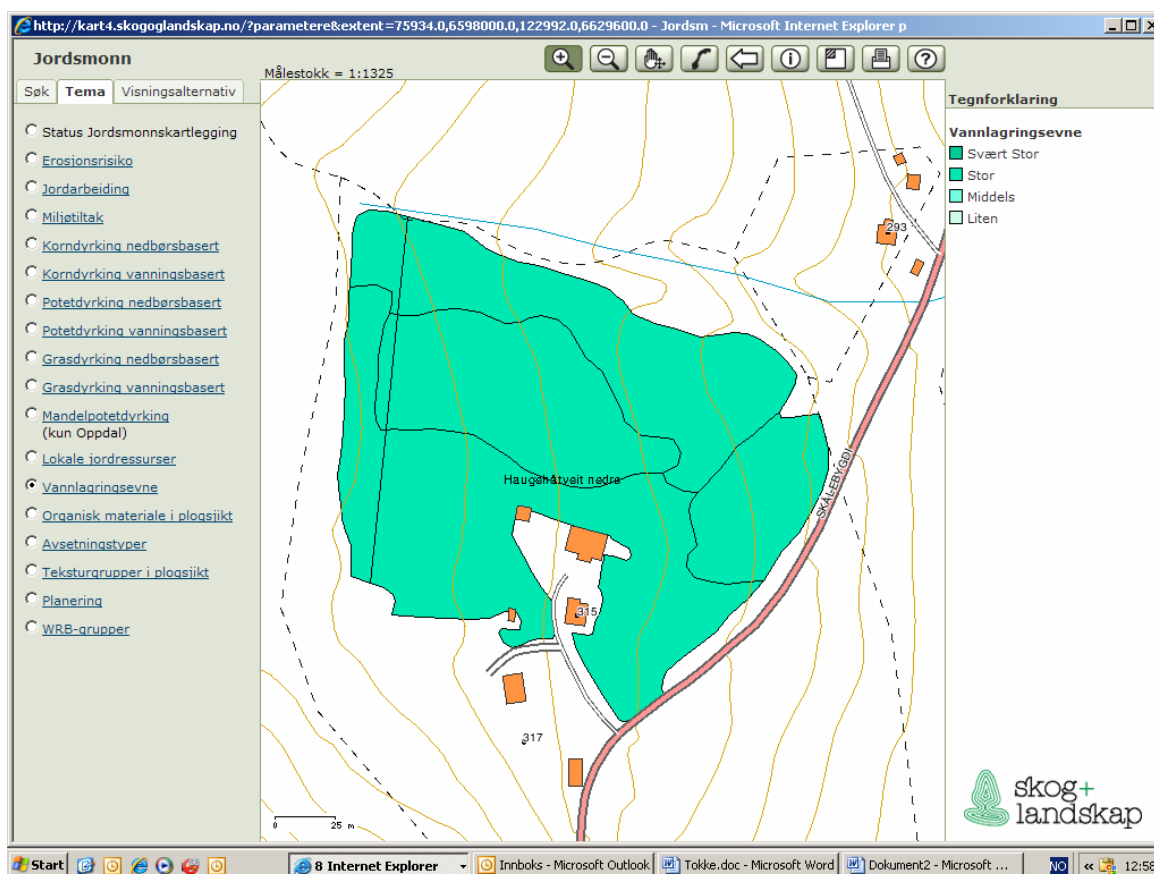 http://kart4.skogoglandskap.no/?parametere&extent=75934.0,6598000.0,122992.0,6629600.0 - Jordsm - Microsoft Internet Explorer p
Jordsmonn
Målestokk = 1:1325
Søk Tema Visningsalternativ
Status Jordsmonnskartlegging
Erosjonsrisiko
Jordarbeiding
Miljøtiltak
Korndyrking nedbørsbasert
Korndyrking vanningsbasert
Potetdyrking nedbørsbasert
Potetdyrking vanningsbasert
Grasdyrking nedbørsbasert
Grasdyrking vanningsbasert
Mandelpotetdyrking
(kun Oppdal)
Lokale jordressurser
Vannlagringsevne
Organisk materiale i plogsjikt
Avsetningstyper
Teksturgrupper i plogsjikt
Planering
WRB-grupper
293
Haugehåtveit nedre
SKÅLEBYGDI
315
317
0 25 m
Tegnforklaring
Vannlagringsevne
Svært Stor
Stor
Middels
Liten
skog+
landskap
Start 8 Internet Explorer Innboks - Microsoft Outlook Tokke.doc - Microsoft Word Dokument2 - Microsoft ... NO « 12:58